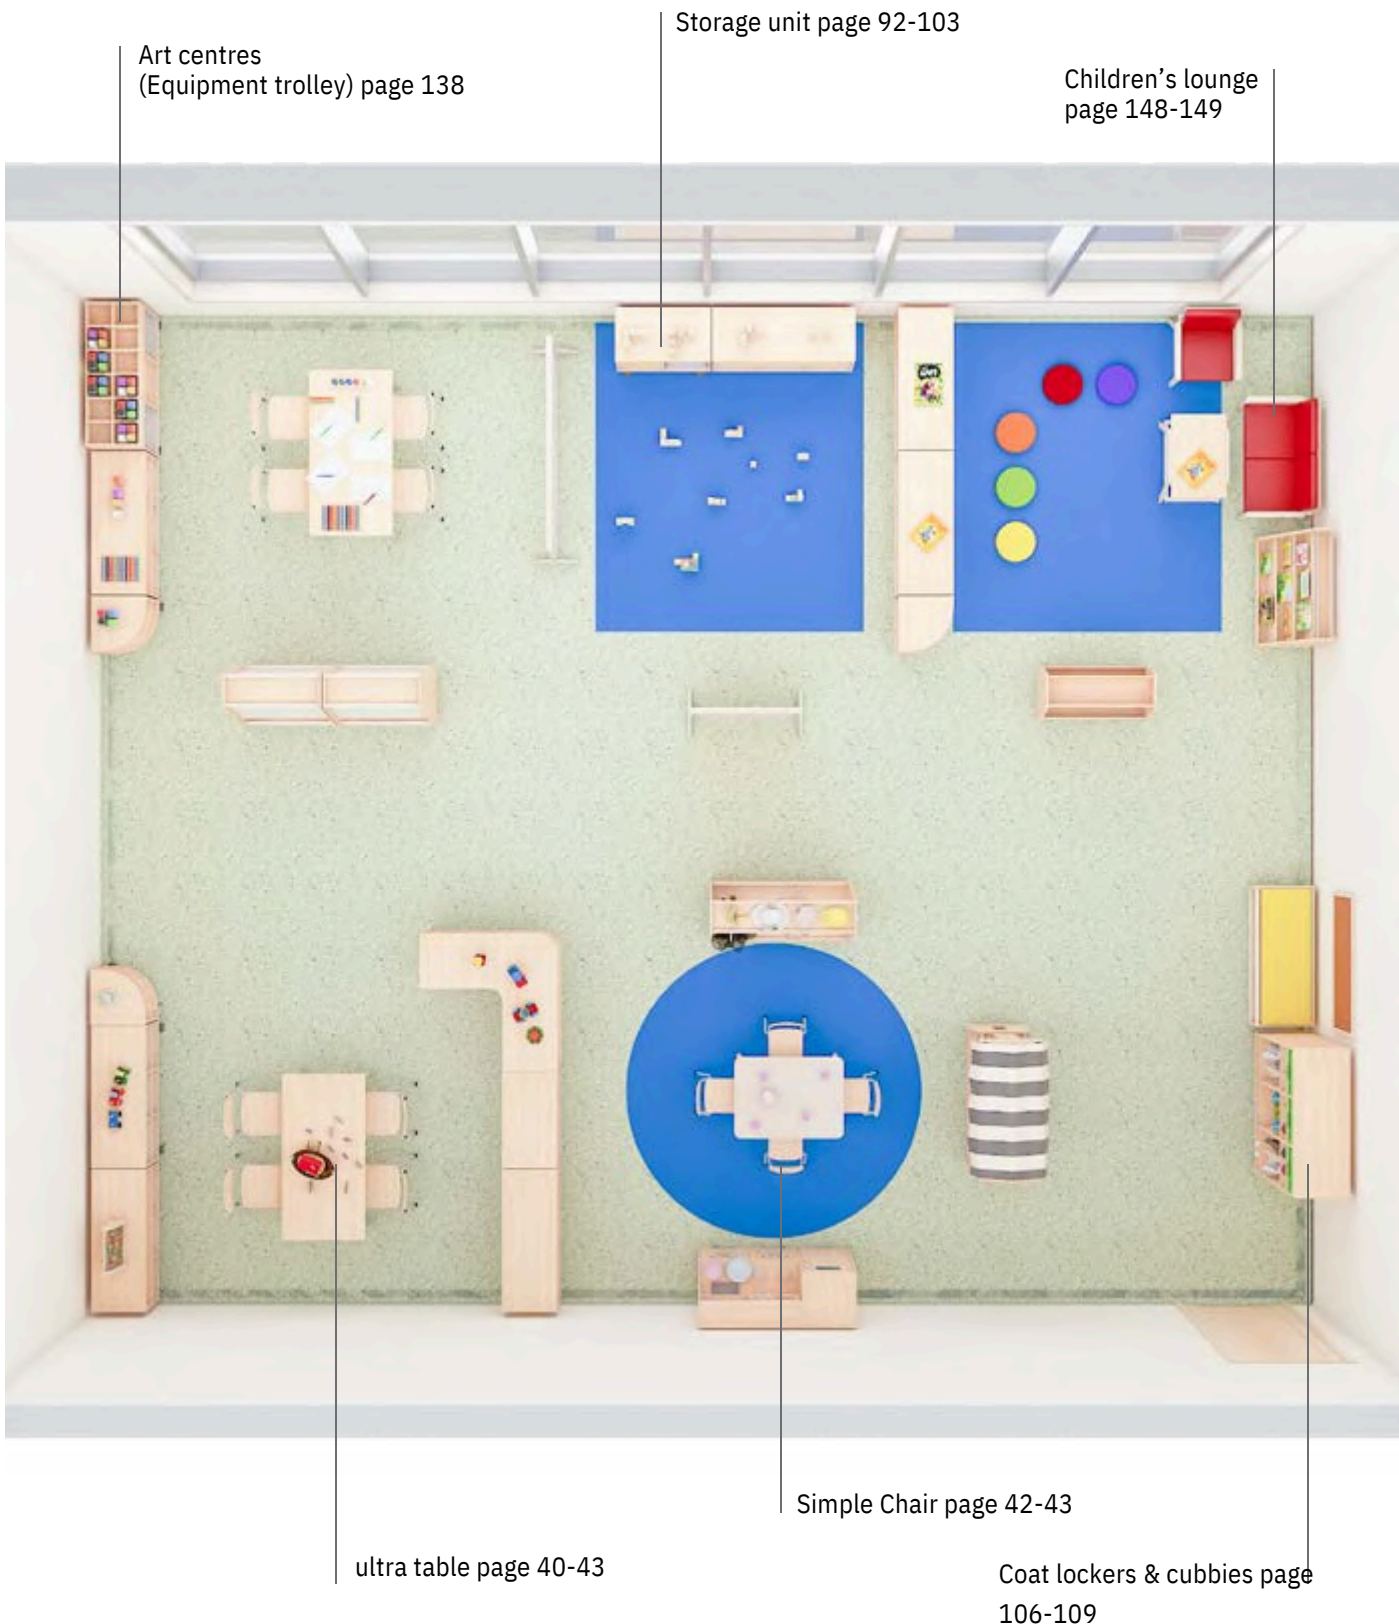 Storage unit page 92-103
Art centres
(Equipment trolley) page 138
Children’s lounge
page 148-149
Simple Chair page 42-43
ultra table page 40-43
Coat lockers & cubbies page
106-109